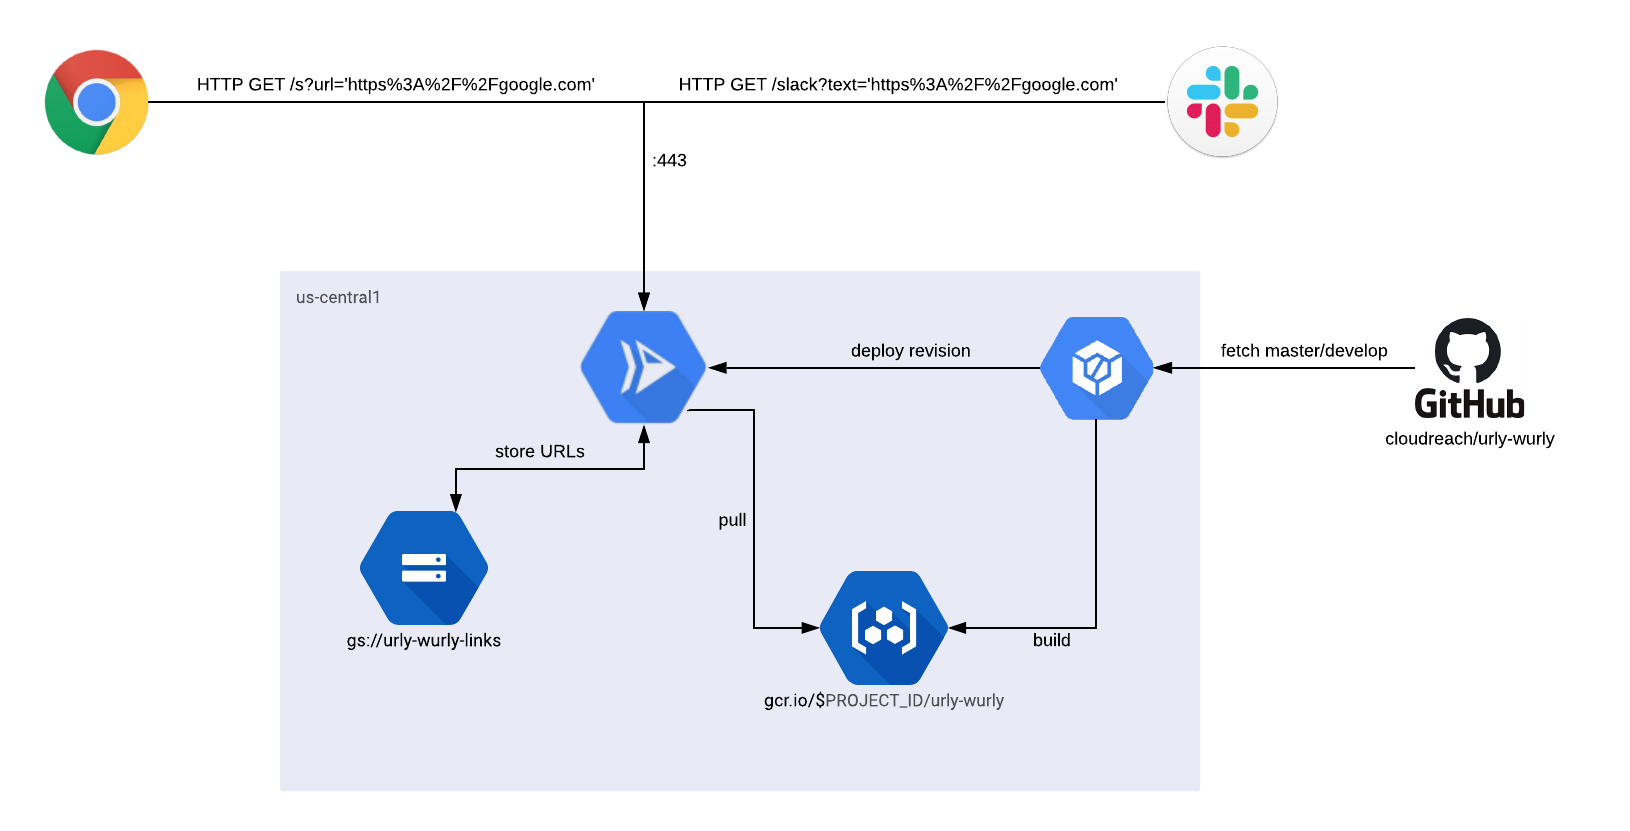 HTTP GET /s?url='https%3A%2F%2Fgoogle.com'
HTTP GET /slack?text='https%3A%2F%2Fgoogle.com'
:443
us-central1
deploy revision
fetch master/develop
GitHub
cloudreach/urly-wurly
store URLs
pull
build
gs://urly-wurly-links
gcr.io/$PROJECT_ID/urly-wurly